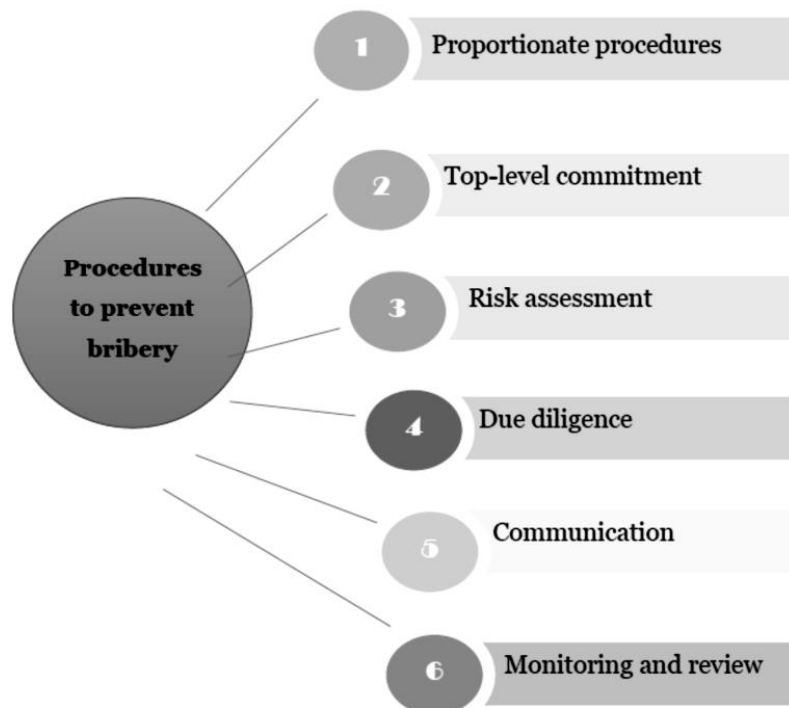 1
Proportionate procedures
2
Top-level commitment
Procedures
to prevent
bribery
3
Risk assessment
4
Due diligence
5
Communication
6
Monitoring and review